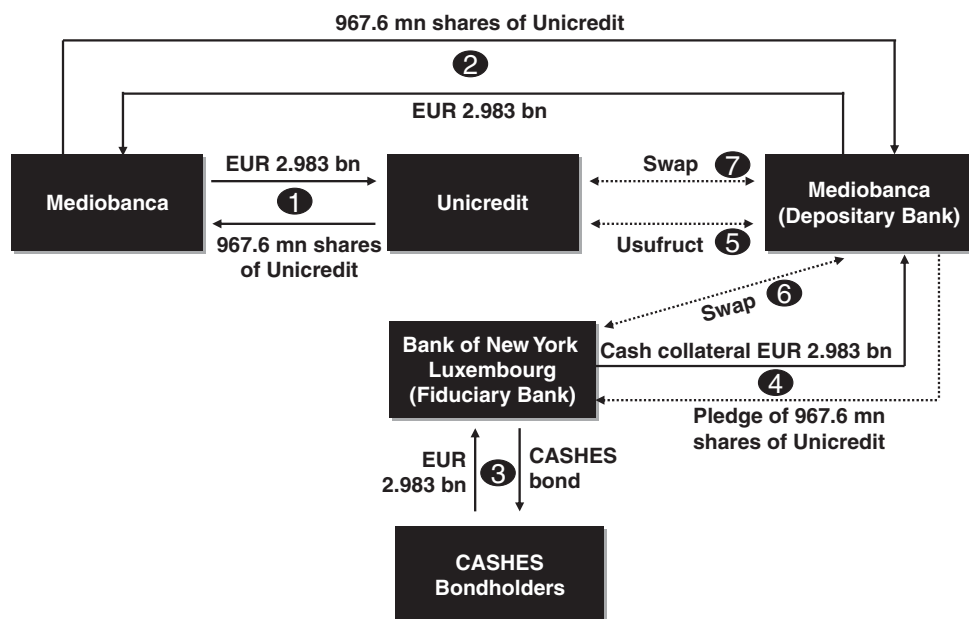 967.6 mn shares of Unicredit
2
EUR 2.983 bn
Mediobanca
EUR 2.983 bn
1
967.6 mn shares
of Unicredit
Unicredit
Swap 7
Usufruct 5
Mediobanca
(Depositary Bank)
Swap 6
Bank of New York
Luxembourg
(Fiduciary Bank)
Cash collateral EUR 2.983 bn
4
Pledge of 967.6 mn
shares of Unicredit
EUR
2.983 bn
3
CASHES
bond
CASHES
Bondholders